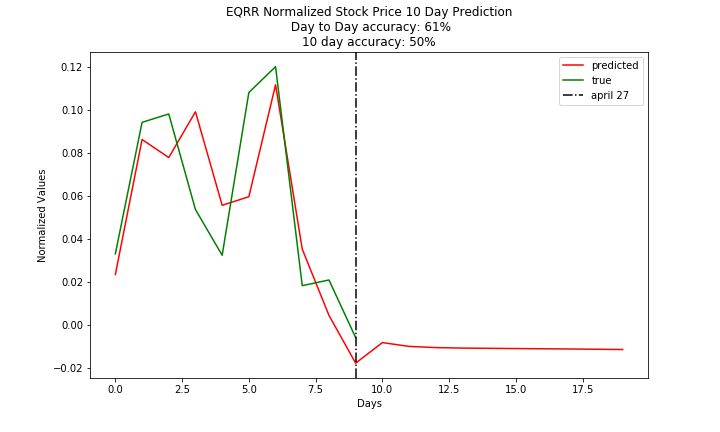 EQRR Normalized Stock Price 10 Day Prediction
Day to Day accuracy: 61%
10 day accuracy: 50%
predicted
true
april 27
Normalized Values
0.12
0.10
0.08
0.06
0.04
0.02
0.00
−0.02
0.0
2.5
5.0
7.5
10.0
12.5
15.0
17.5
Days